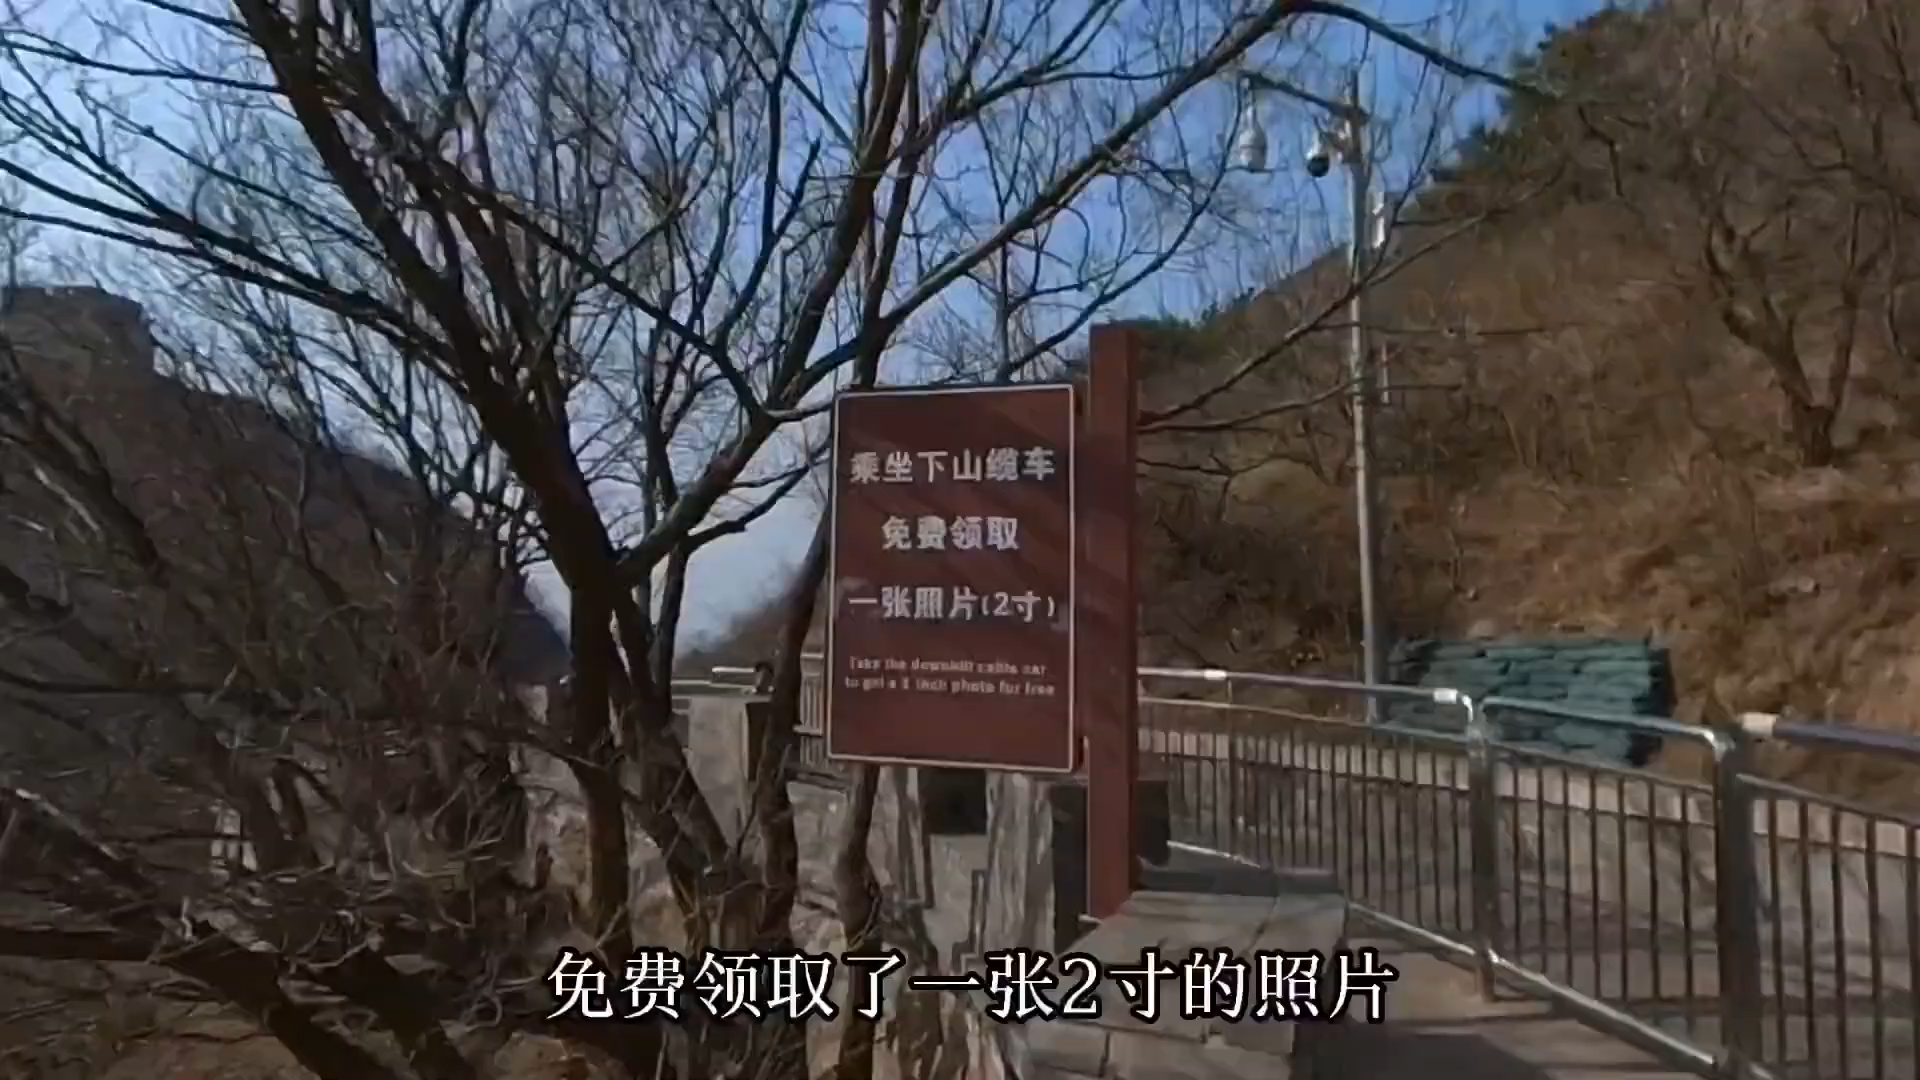 乘坐下山缆车
免费领取
一张照片(2寸)
Take the downhill cable car
to get a 2 inch photo for free
免费领取了一张2寸的照片